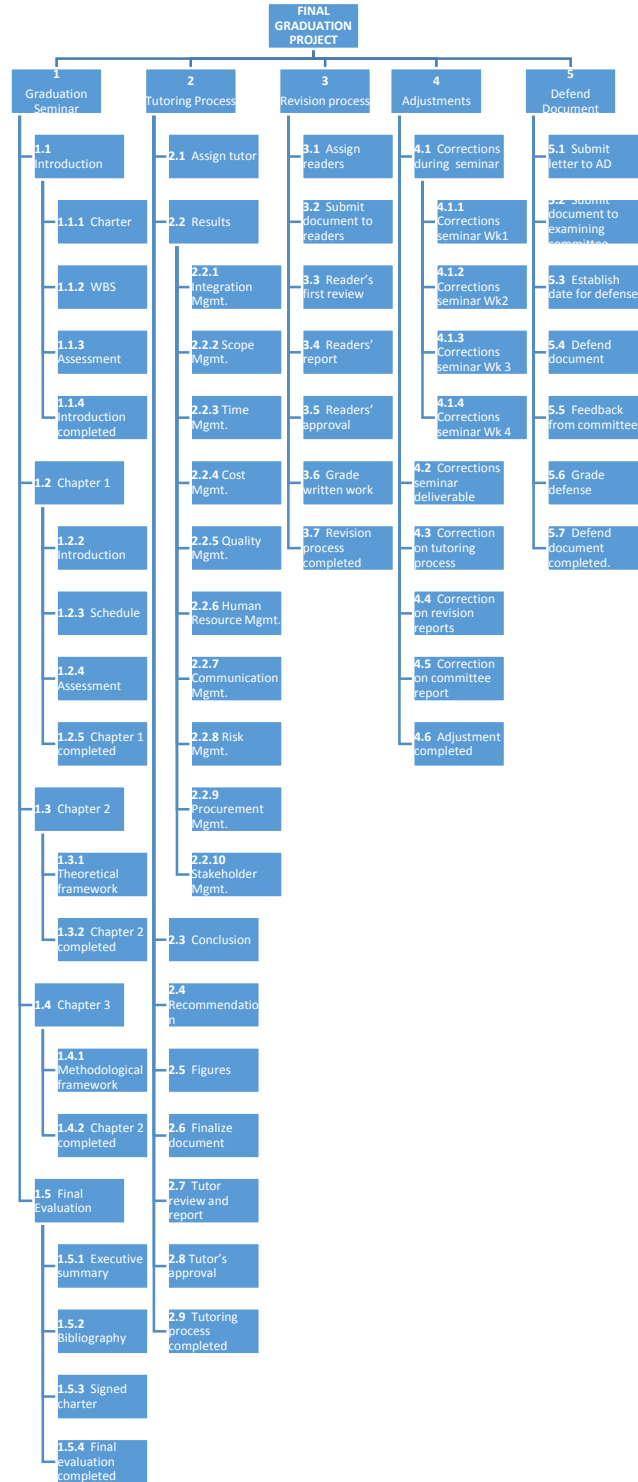 FINAL
GRADUATION
PROJECT
1
Graduation
Seminar
1.1
Introduction
1.1.1 Charter
1.1.2 WBS
1.1.3
Assessment
1.1.4
Introduction
completed
1.2 Chapter 1
1.2.2
Introduction
1.2.3 Schedule
1.2.4
Assessment
1.2.5 Chapter 1
completed
1.3 Chapter 2
1.3.1
Theoretical
framework
1.3.2 Chapter 2
completed
1.4 Chapter 3
1.4.1
Methodological
framework
1.4.2 Chapter 2
completed
1.5 Final
Evaluation
1.5.1 Executive
summary
1.5.2
Bibliography
1.5.3 Signed
charter
1.5.4 Final
evaluation
completed
2
Tutoring Process
2.1 Assign tutor
2.2 Results
2.2.1
Integration
Mgmt.
2.2.2 Scope
Mgmt.
2.2.3 Time
Mgmt.
2.2.4 Cost
Mgmt.
2.2.5 Quality
Mgmt.
2.2.6 Human
Resource Mgmt.
2.2.7
Communication
Mgmt.
2.2.8 Risk
Mgmt.
2.2.9
Procurement
Mgmt.
2.2.10
Stakeholder
Mgmt.
2.3 Conclusion
2.4
Recommendatio
n
2.5 Figures
2.6 Finalize
document
2.7 Tutor
review and
report
2.8 Tutor's
approval
2.9 Tutoring
process
completed
3
Revision process
3.1 Assign
readers
3.2 Submit
document to
readers
3.3 Reader's
first review
3.4 Readers'
report
3.5 Readers'
approval
3.6 Grade
written work
3.7 Revision
process
completed
4
Adjustments
4.1 Corrections
during seminar
4.1.1
Corrections
seminar Wk1
4.1.2
Corrections
seminar Wk2
4.1.3
Corrections
seminar Wk 3
4.1.4
Corrections
seminar Wk 4
4.2 Corrections
seminar
deliverable
4.3 Correction
on tutoring
process
4.4 Correction
on revision
reports
4.5 Correction
on committee
report
4.6 Adjustment
completed
5
Defend
Document
5.1 Submit
letter to AD
5.2 Submit
document to
examining
committee
5.3 Establish
date for defense
5.4 Defend
document
5.5 Feedback
from committee
5.6 Grade
defense
5.7 Defend
document
completed.